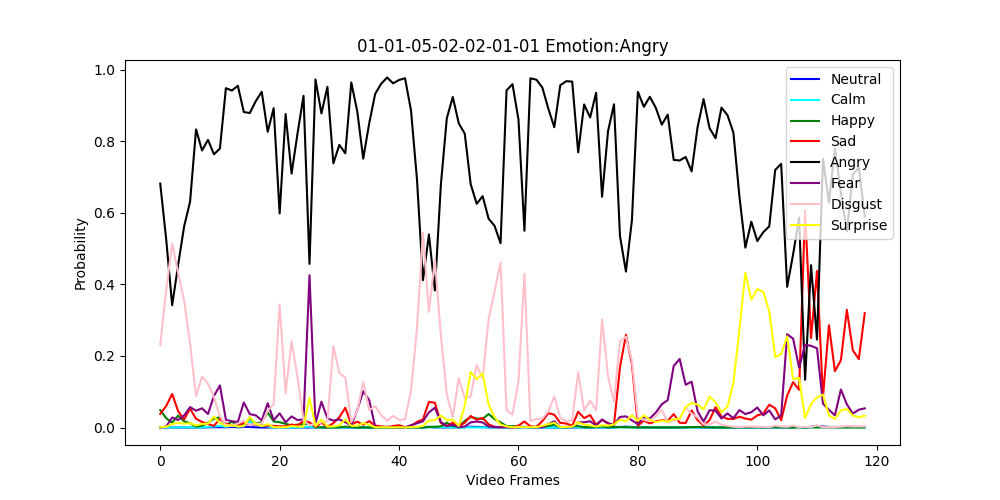 01-01-05-02-02-01-01 Emotion:Angry
1.0
0.8
0.6
0.4
0.2
0.0
Probability
0
20
40
60
80
100
120
Video Frames
Neutral
Calm
Happy
Sad
Angry
Fear
Disgust
Surprise